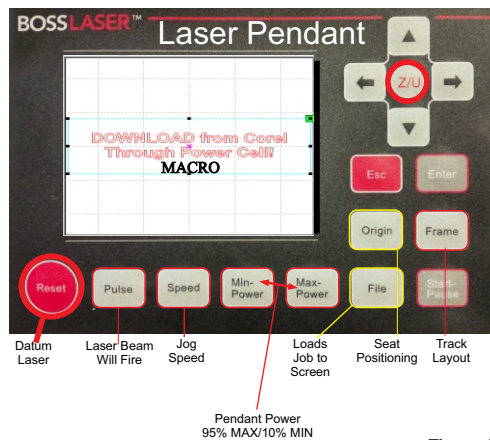 BOSSLASER™
Laser Pendant
Z/U
DOWNLOAD from Corel
Through Power Cell!
MACRO
Esc
Enter
Origin
Frame
Reset
Pulse
Speed
Min-
Power
Max-
Power
File
Start-
Pause
Datum
Laser
Laser Beam
Will Fire
Jog
Speed
Loads
Job to
Screen
Seat
Positioning
Track
Layout
Pendant Power
95% MAX/10% MIN